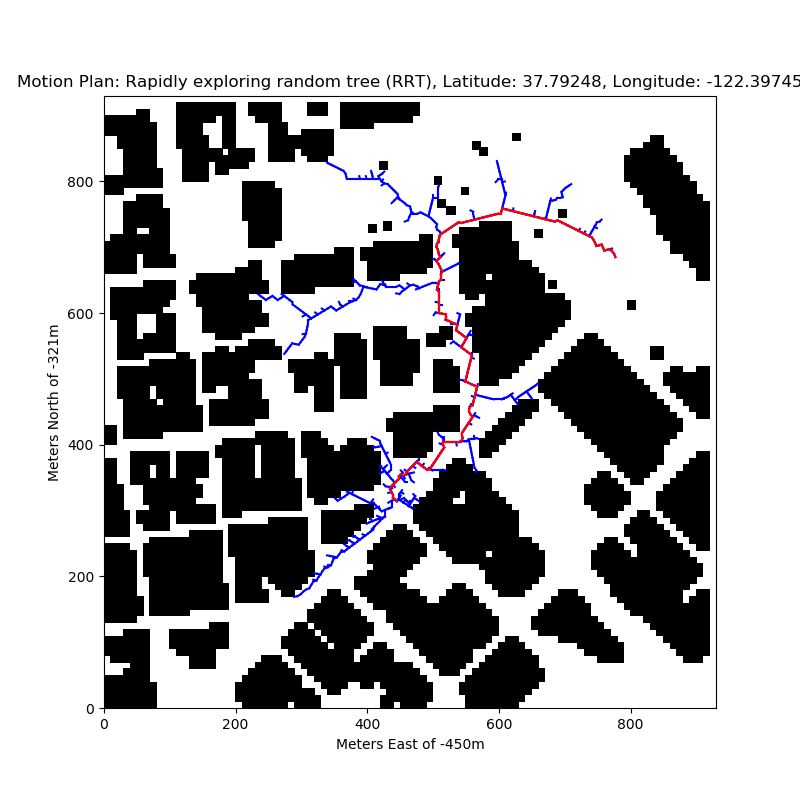 Motion Plan: Rapidly exploring random tree (RRT), Latitude: 37.79248, Longitude: -122.39745
800
600
400
200
0
Meters North of -321m
0 200 400 600 800
Meters East of -450m